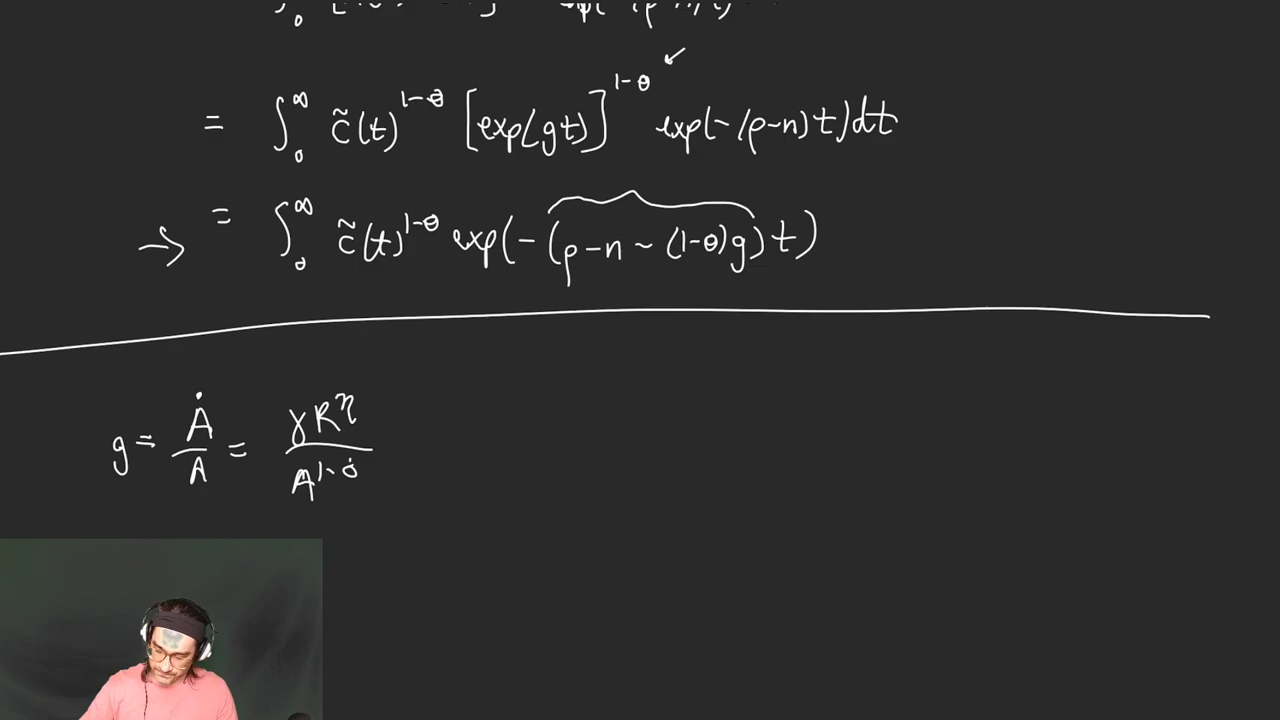 = ∫₀^∞ c̃(t)^{1-θ} [exp(gt)]^{1-θ} exp(-(ρ-n)t)dt
→ = ∫₀^∞ c̃(t)^{1-θ} exp(-(ρ-n-(1-θ)g)t)
g = Ȧ/A = γR^η/A^{1-}